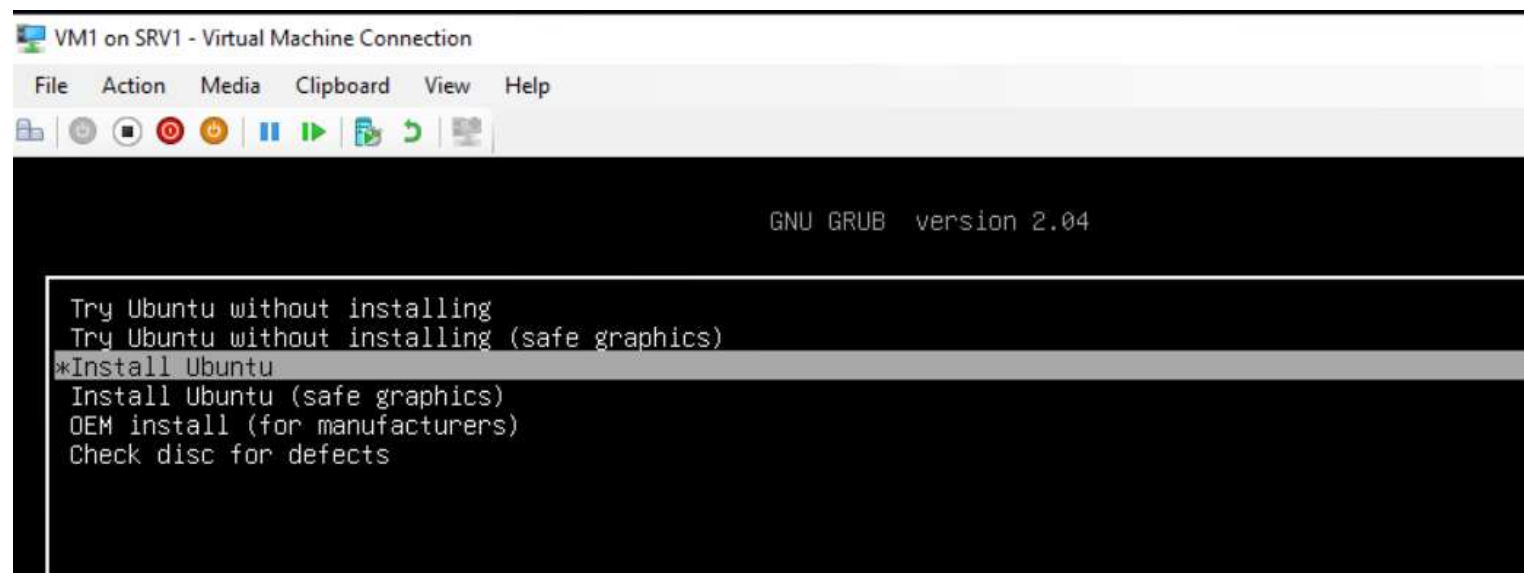 VM1 on SRV1 - Virtual Machine Connection
File Action Media Clipboard View Help
GNU GRUB version 2.04
Try Ubuntu without installing
Try Ubuntu without installing (safe graphics)
*Install Ubuntu
Install Ubuntu (safe graphics)
OEM install (for manufacturers)
Check disc for defects